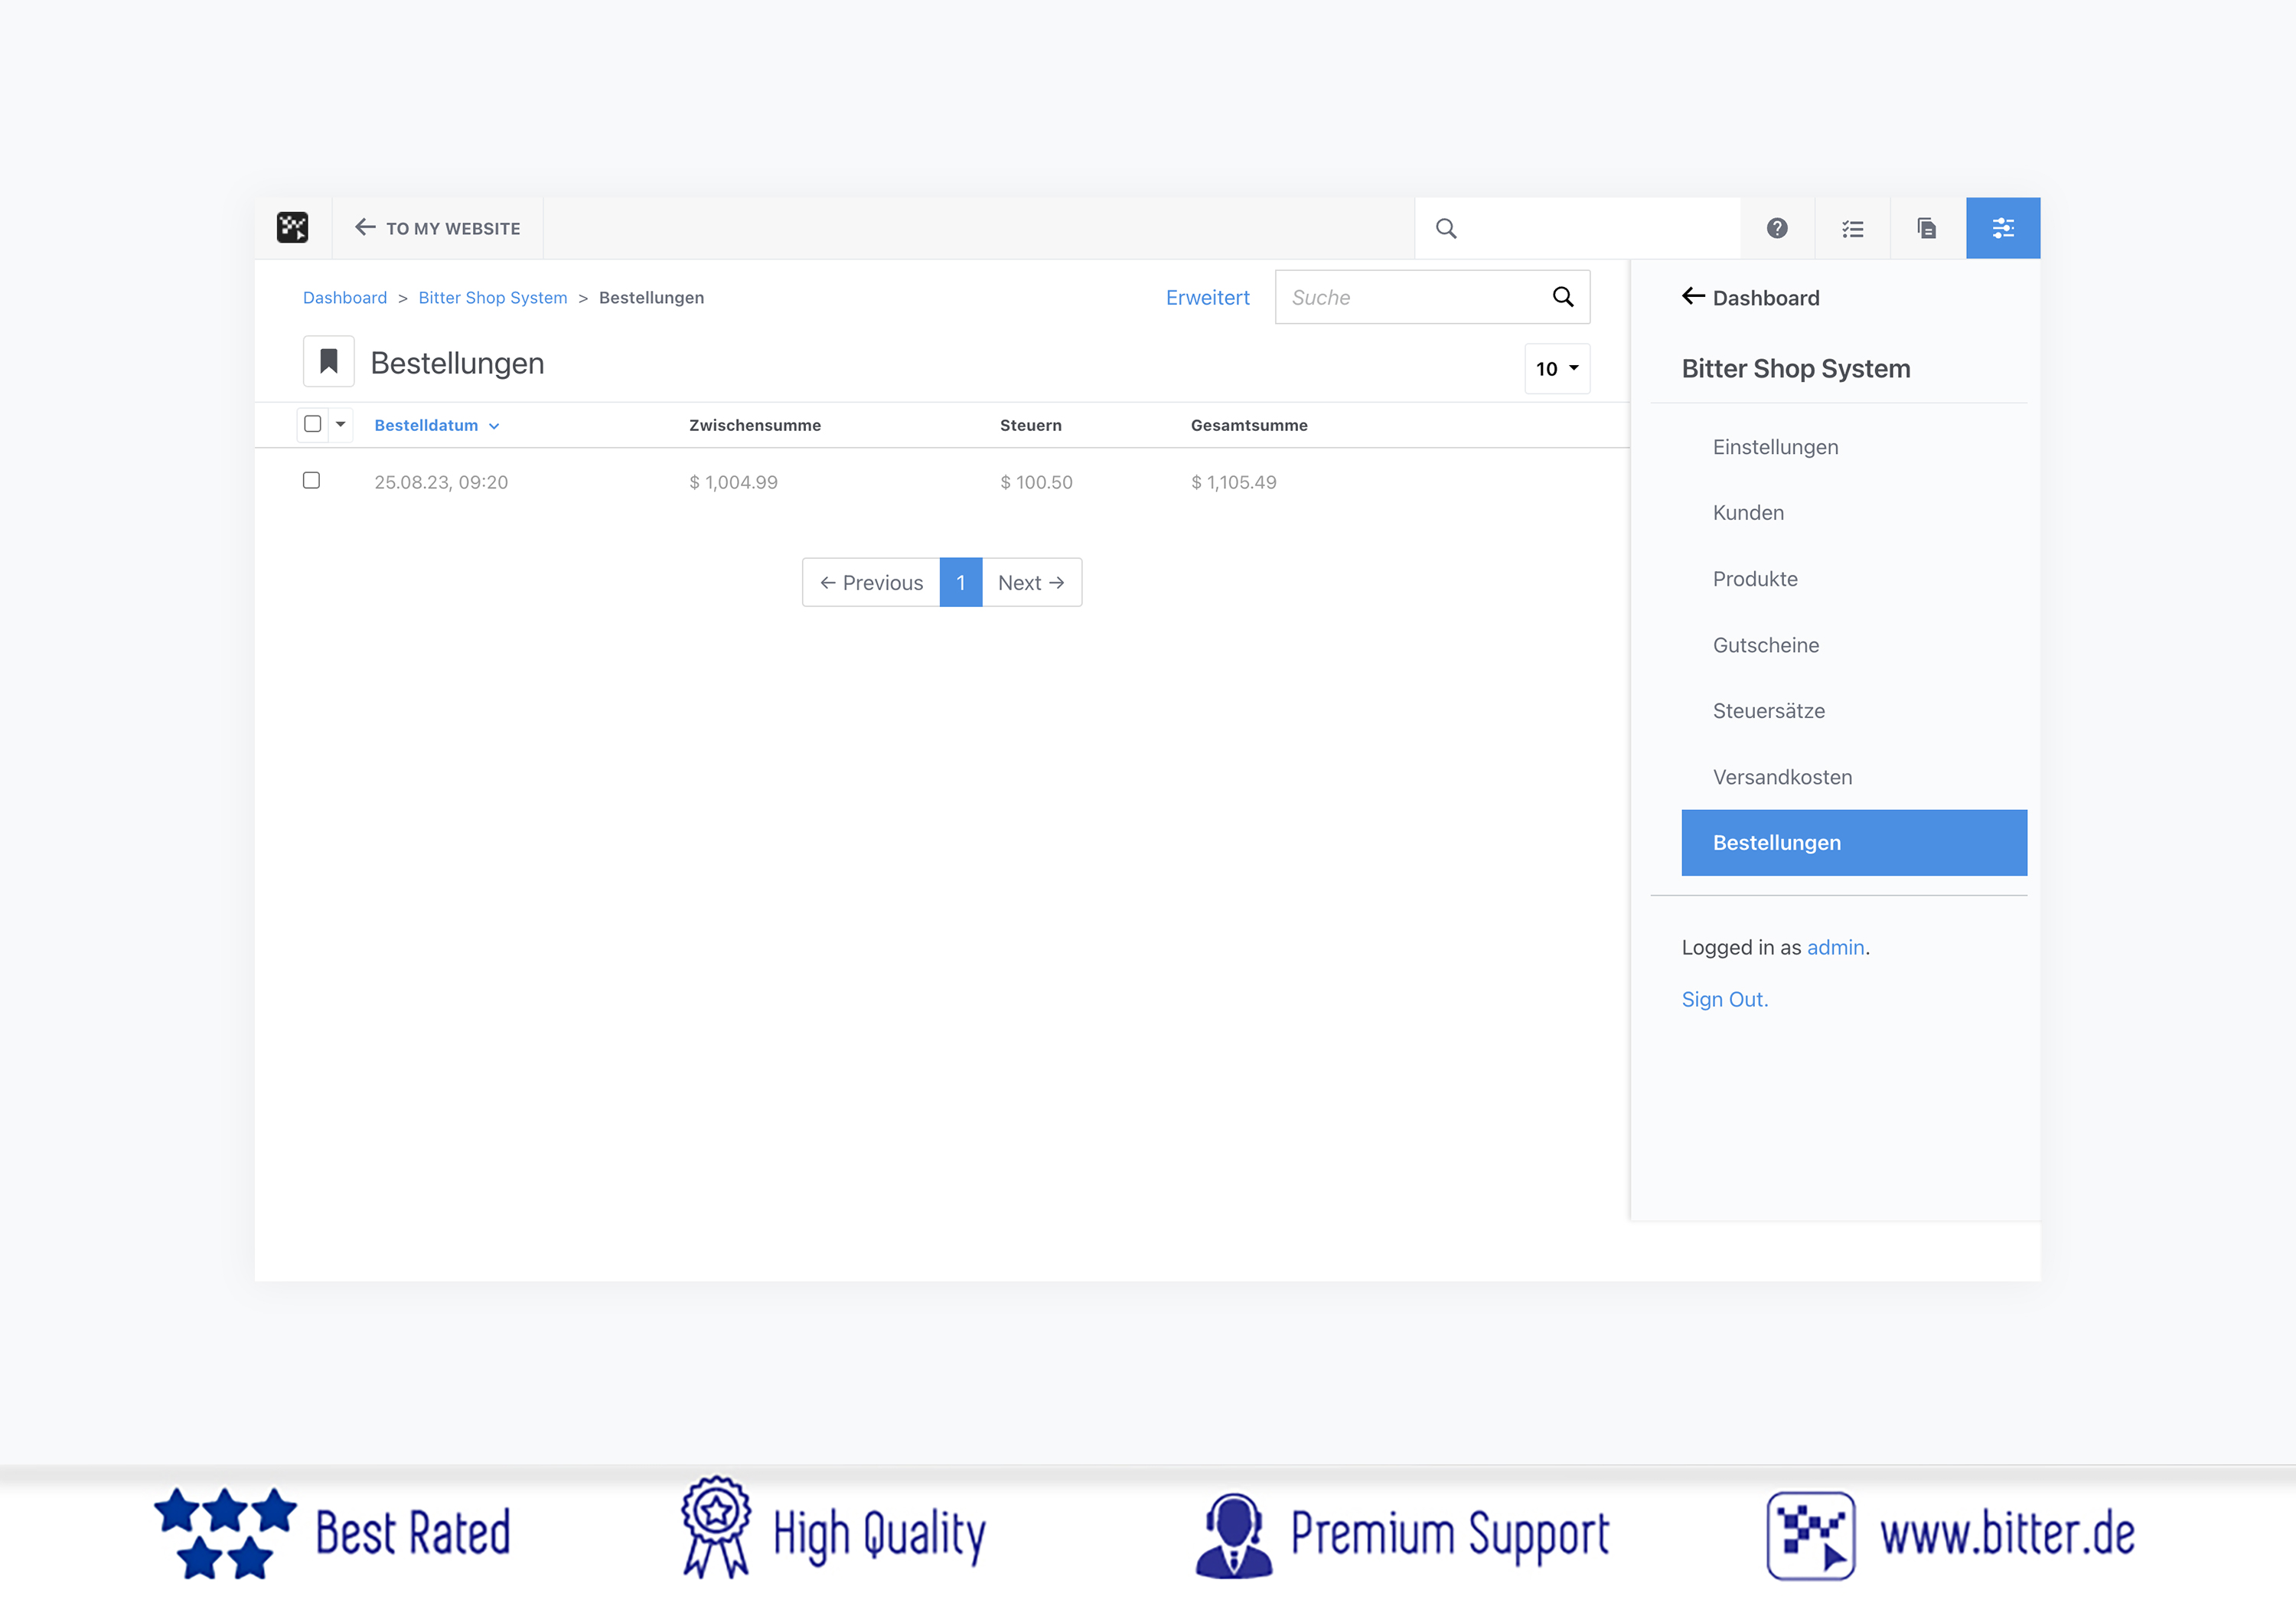 TO MY WEBSITE
Dashboard > Bitter Shop System > Bestellungen
Erweitert
Suche
Bestellungen
10
Bestelldatum Zwischensumme Steuern Gesamtsumme
25.08.23, 09:20 $ 1,004.99 $ 100.50 $ 1,105.49
← Previous 1 Next →
Dashboard
Bitter Shop System
Einstellungen
Kunden
Produkte
Gutscheine
Steuersätze
Versandkosten
Bestellungen
Logged in as admin.
Sign Out.
Best Rated
High Quality
Premium Support
www.bitter.de